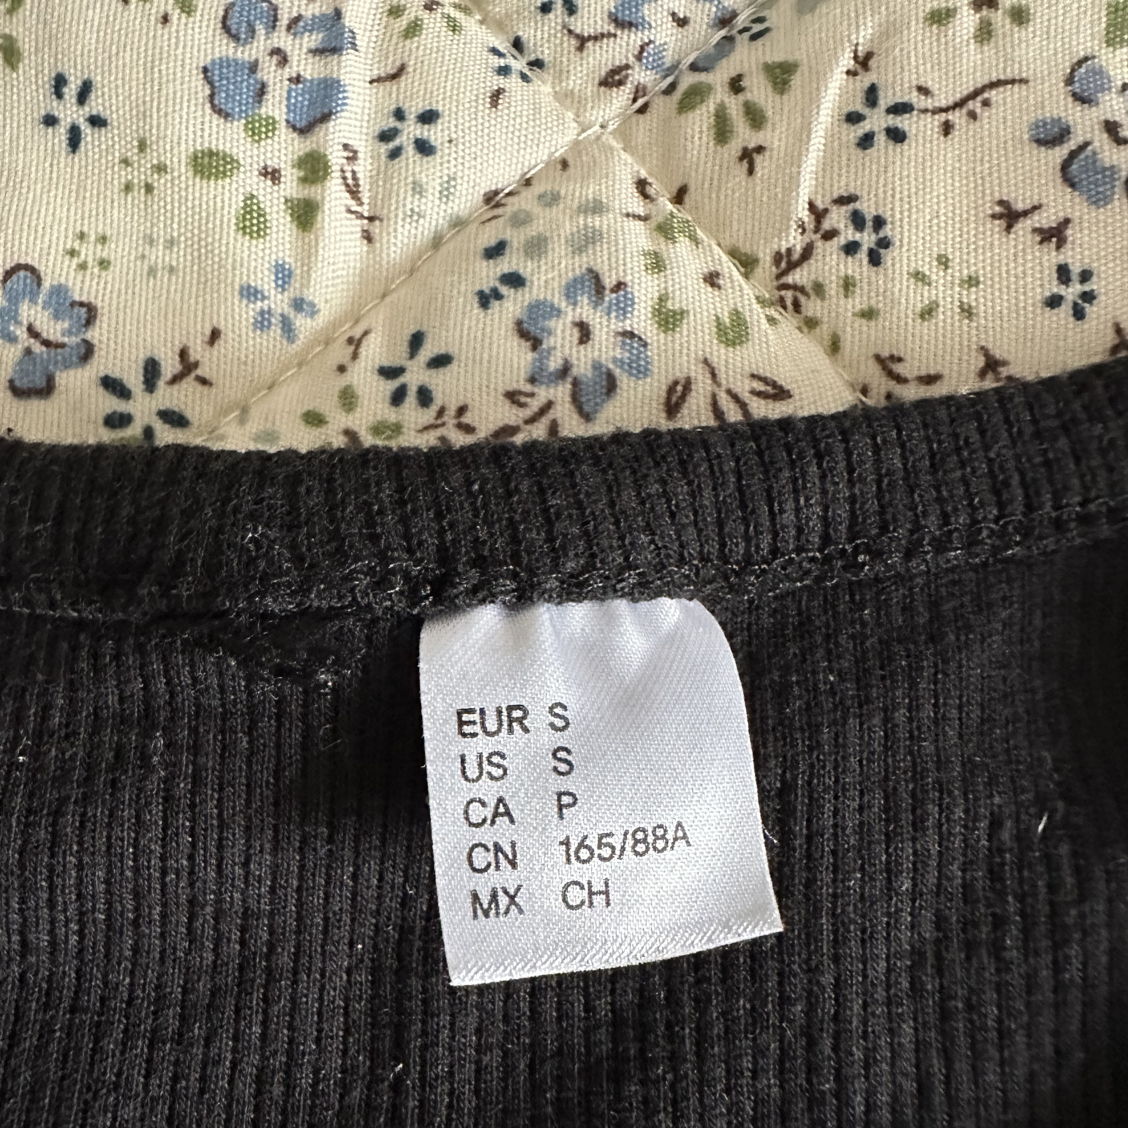 EUR S
US S
CA P
CN 165/88A
MX CH